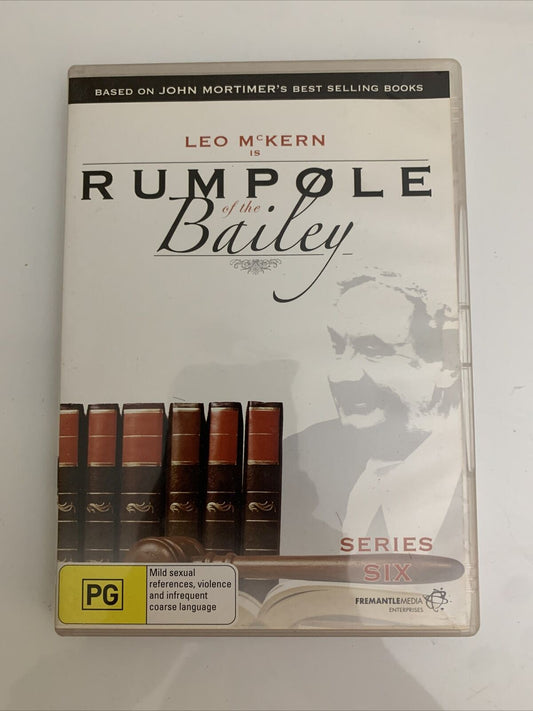 BASED ON JOHN MORTIMER'S BEST SELLING BOOKS
LEO McKERN
IS
RUMPØLE
of the
Bailey
SERIES
SIX
PG
Mild sexual
references, violence
and infrequent
coarse language
FREMANTLEMEDIA
ENTERPRISES